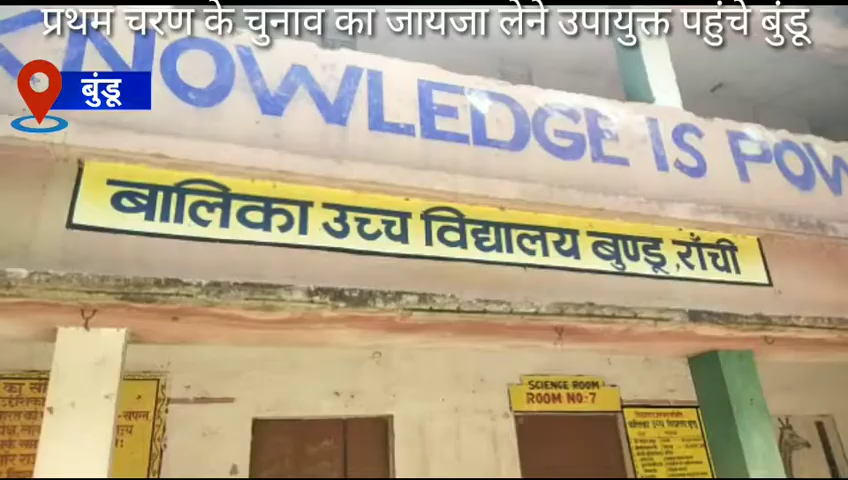 प्रथम चरण के चुनाव का जायजा लेने उपायुक्त पहुंचे बुंडू
बुंडू
KNOWLEDGE IS POW
बालिका उच्च विद्यालय बुण्डू, राँची
SCIENCE ROOM
ROOM NO:-7